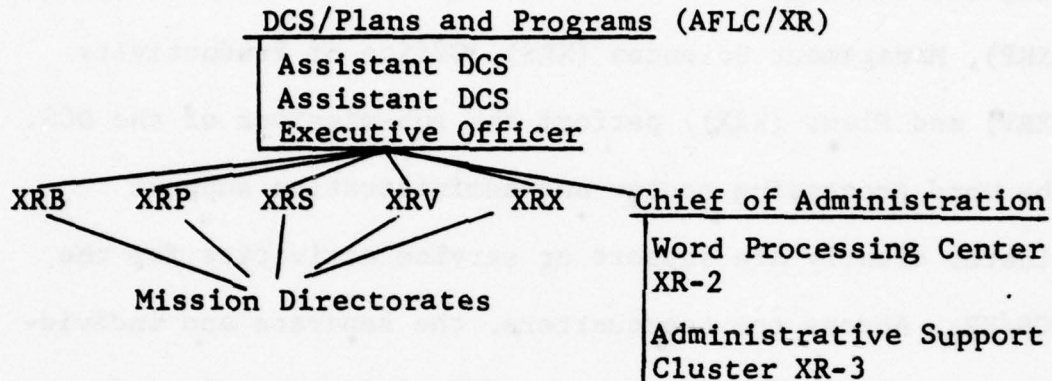 DCS/Plans and Programs (AFLC/XR)
Assistant DCS
Assistant DCS
Executive Officer
XRB XRP XRS XRV XRX
Mission Directorates
Chief of Administration
Word Processing Center
XR-2
Administrative Support
Cluster XR-3